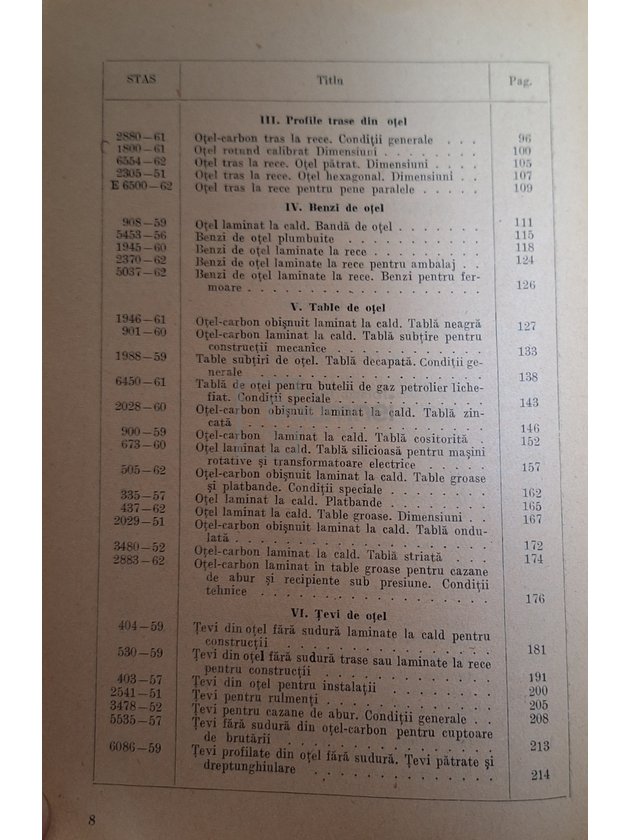 STAS Titlu Pag.
III. Profile trase din oțel
2880—61 Oțel-carbon tras la rece. Condiții generale . . . 96
1800—61 Oțel rotund calibrat Dimensiuni . . . . . . . . 100
6554—62 Oțel tras la rece. Oțel pătrat. Dimensiuni . . . . 105
2305—51 Oțel tras la rece. Oțel hexagonal. Dimensiuni . . 107
E 6500—62 Oțel tras la rece pentru pene paralele . . . . . 109
IV. Benzi de oțel
908—59 Oțel laminat la cald. Bandă de oțel . . . . . . . 111
5453—56 Benzi de oțel plumbuite . . . . . . . . . . 115
1945—60 Benzi de oțel laminate la rece . . . . . . . . 118
2370—62 Benzi de oțel laminate la rece pentru ambalaj . . 124
5037—62 Benzi de oțel laminate la rece. Benzi pentru fer-
moare . . . . . . . . . . . . . . . . . 126
V. Table de oțel
1946—61 Oțel-carbon obișnuit laminat la cald. Tablă neagră 127
901—60 Oțel-carbon laminat la cald. Tablă subțire pentru
construcții mecanice . . . . . . . . . . . 133
1988—59 Table subțiri de oțel. Tablă decapată. Condiții ge-
nerale . . . . . . . . . . . . . . . . . 138
6450—61 Tablă de oțel pentru butelii de gaz petrolier liche-
fiat. Condiții speciale . . . . . . . . . . . 143
2028—60 Oțel-carbon obișnuit laminat la cald. Tablă zin-
cată . . . . . . . . . . . . . . . . . . 146
900—59 Oțel-carbon laminat la cald. Tablă cositorită . 152
673—60 Oțel laminat la cald. Tablă silicioasă pentru mașini
rotative și transformatoare electrice . . . . . 157
505—62 Oțel-carbon obișnuit laminat la cald. Table groase
și platbande. Condiții speciale . . . . . . . . 162
335—57 Oțel laminat la cald. Platbande . . . . . . . . 165
437—62 Oțel laminat la cald. Table groase. Dimensiuni . . 167
2029—51 Oțel-carbon obișnuit laminat la cald. Tablă ondu-
lată . . . . . . . . . . . . . . . . . . 172
3480—52 Oțel-carbon laminat la cald. Tablă striată . . . 174
2883—62 Oțel-carbon laminat în table groase pentru cazane
de abur și recipiente sub presiune. Condiții
tehnice . . . . . . . . . . . . . . . . . 176
VI. Țevi de oțel
404—59 Țevi din oțel fără sudură laminate la cald pentru
construcții . . . . . . . . . . . . . . . 181
530—59 Țevi din oțel fără sudură trase sau laminate la rece
pentru construcții . . . . . . . . . . . . 191
403—57 Țevi din oțel pentru instalații . . . . . . . . 200
2541—51 Țevi pentru rulmenți . . . . . . . . . . . . 205
3478—52 Țevi pentru cazane de abur. Condiții generale . . 208
5535—57 Țevi fără sudură din oțel-carbon pentru cuptoare
de brutării . . . . . . . . . . . . . . . 213
6086—59 Țevi profilate din oțel fără sudură. Țevi pătrate și
dreptunghiulare . . . . . . . . . . . . . 214
8